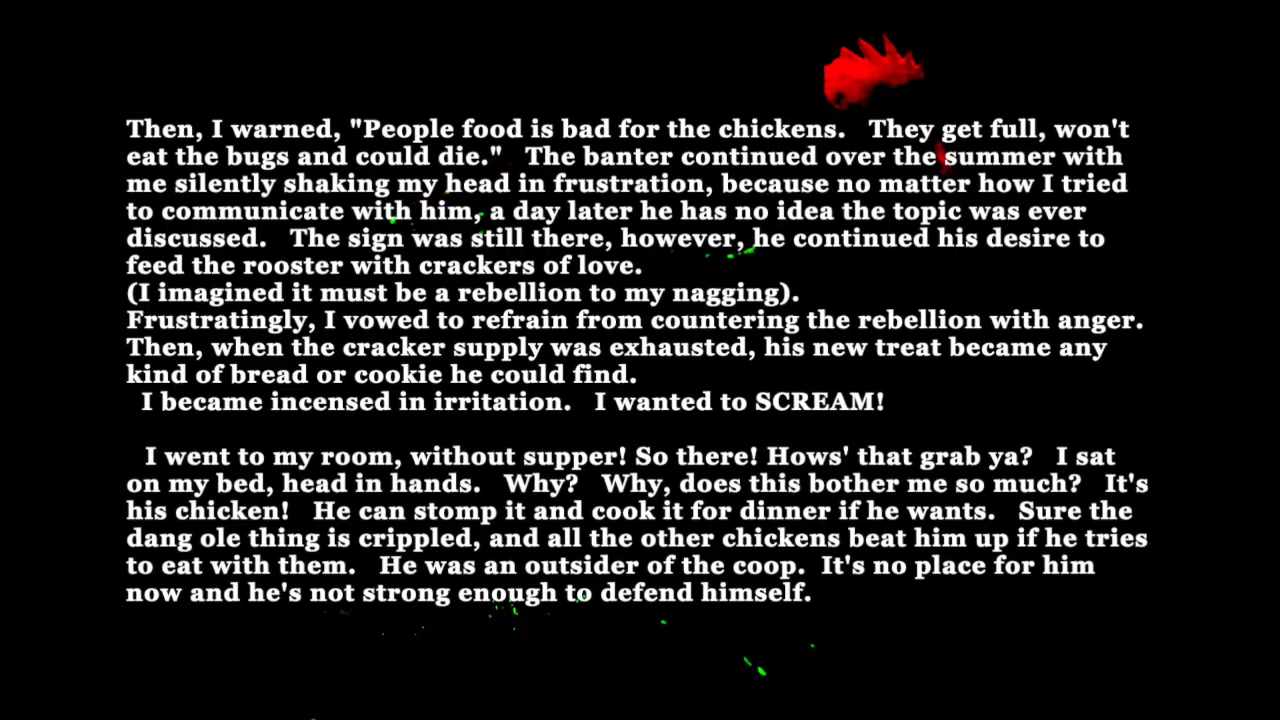 Then, I warned, "People food is bad for the chickens.   They get full, won't
eat the bugs and could die."   The banter continued over the summer with
me silently shaking my head in frustration, because no matter how I tried
to communicate with him, a day later he has no idea the topic was ever
discussed.   The sign was still there, however, he continued his desire to
feed the rooster with crackers of love.
(I imagined it must be a rebellion to my nagging).
Frustratingly, I vowed to refrain from countering the rebellion with anger.
Then, when the cracker supply was exhausted, his new treat became any
kind of bread or cookie he could find.
I became incensed in irritation.   I wanted to SCREAM!
I went to my room, without supper! So there! Hows' that grab ya?   I sat
on my bed, head in hands.   Why?   Why, does this bother me so much?   It's
his chicken!   He can stomp it and cook it for dinner if he wants.   Sure the
dang ole thing is crippled, and all the other chickens beat him up if he tries
to eat with them.   He was an outsider of the coop.  It's no place for him
now and he's not strong enough to defend himself.